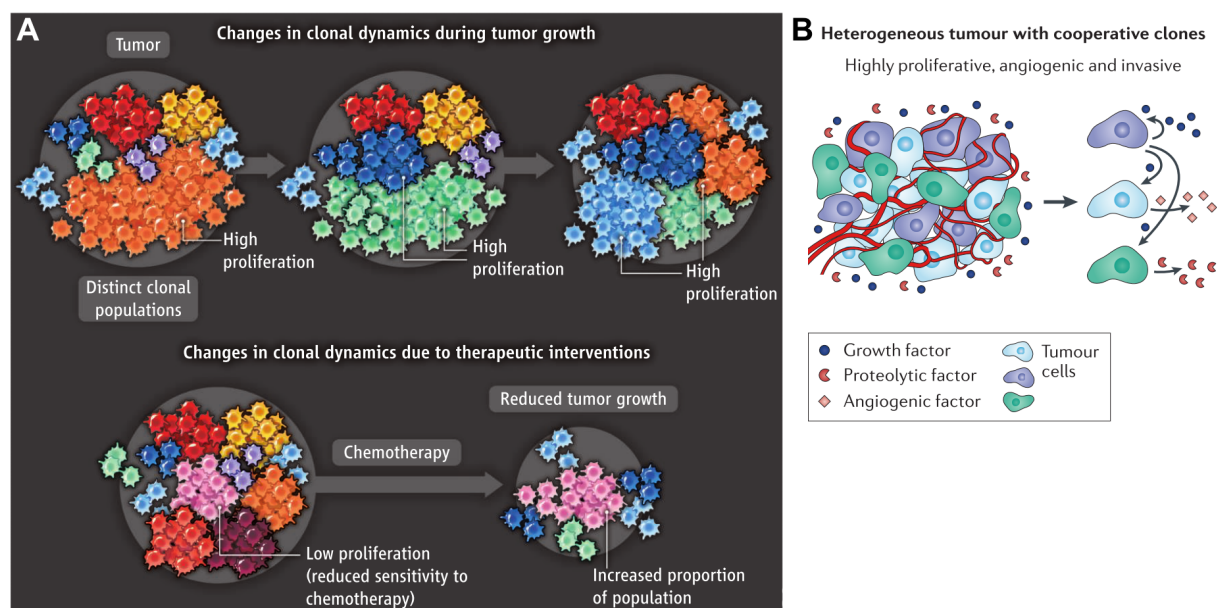 A
Changes in clonal dynamics during tumor growth
Tumor
High
proliferation
High
proliferation
High
proliferation
Distinct clonal
populations
Changes in clonal dynamics due to therapeutic interventions
Reduced tumor growth
Chemotherapy
Low proliferation
(reduced sensitivity to
chemotherapy)
Increased proportion
of population
B Heterogeneous tumour with cooperative clones
Highly proliferative, angiogenic and invasive
Growth factor
Proteolytic factor
Angiogenic factor
Tumour
cells